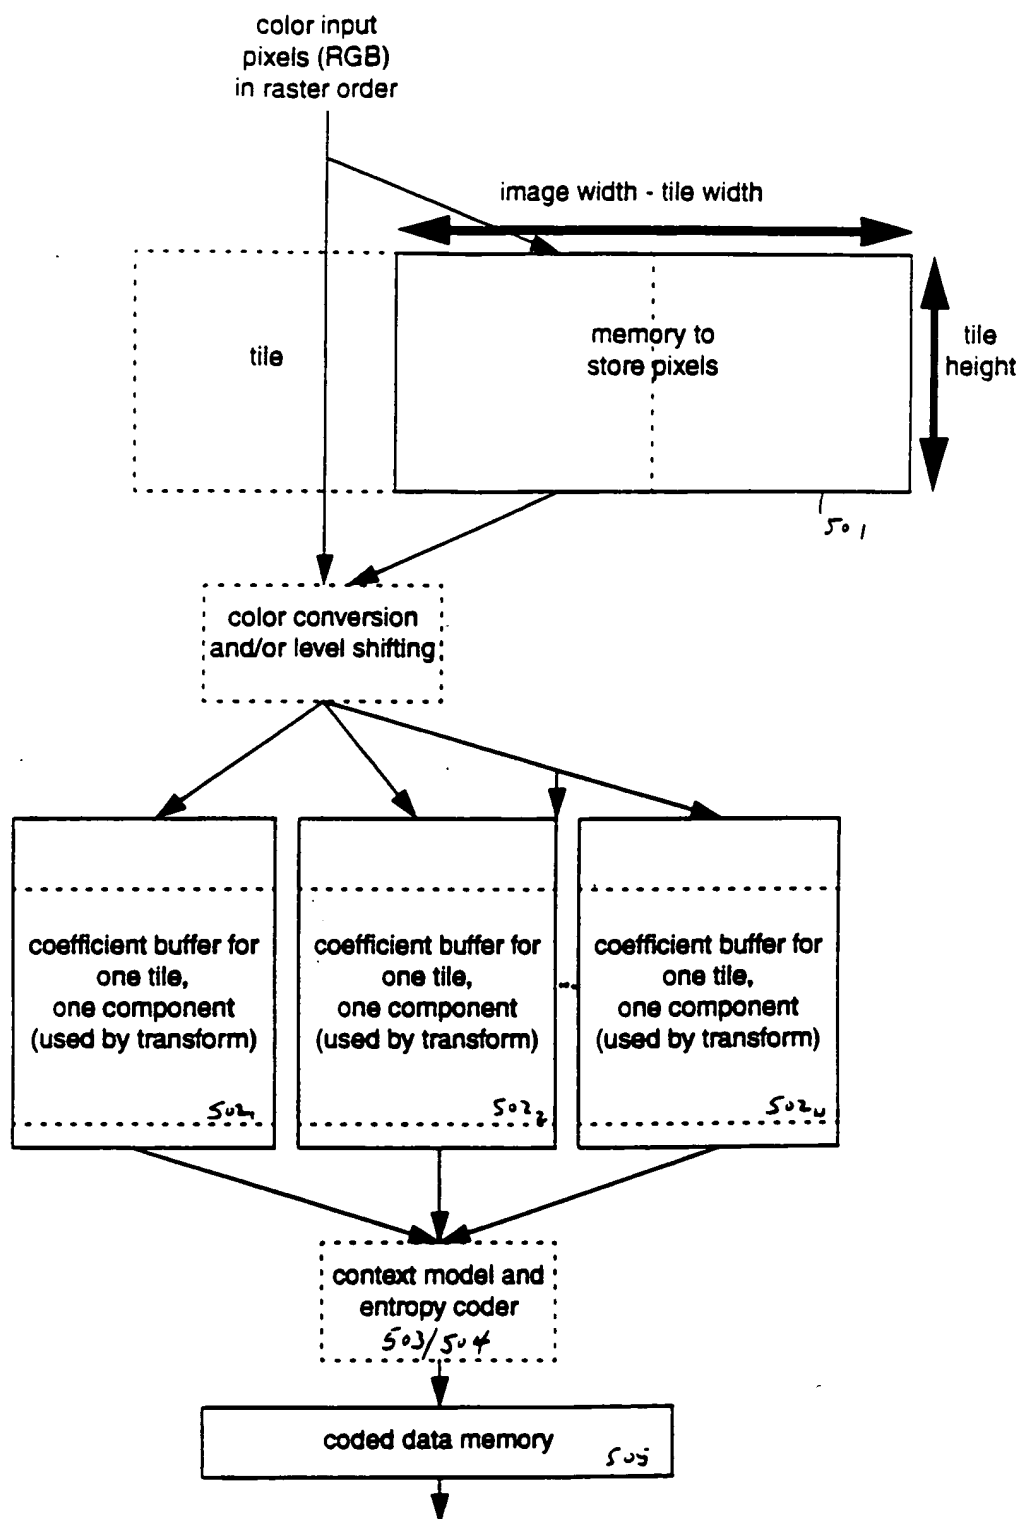 color input
pixels (RGB)
in raster order
image width - tile width
tile
memory to
store pixels
tile
height
501
color conversion
and/or level shifting
coefficient buffer for
one tile,
one component
(used by transform)
502₁
coefficient buffer for
one tile,
one component
(used by transform)
502₂
coefficient buffer for
one tile,
one component
(used by transform)
502ₙ
context model and
entropy coder
503/504
coded data memory
505